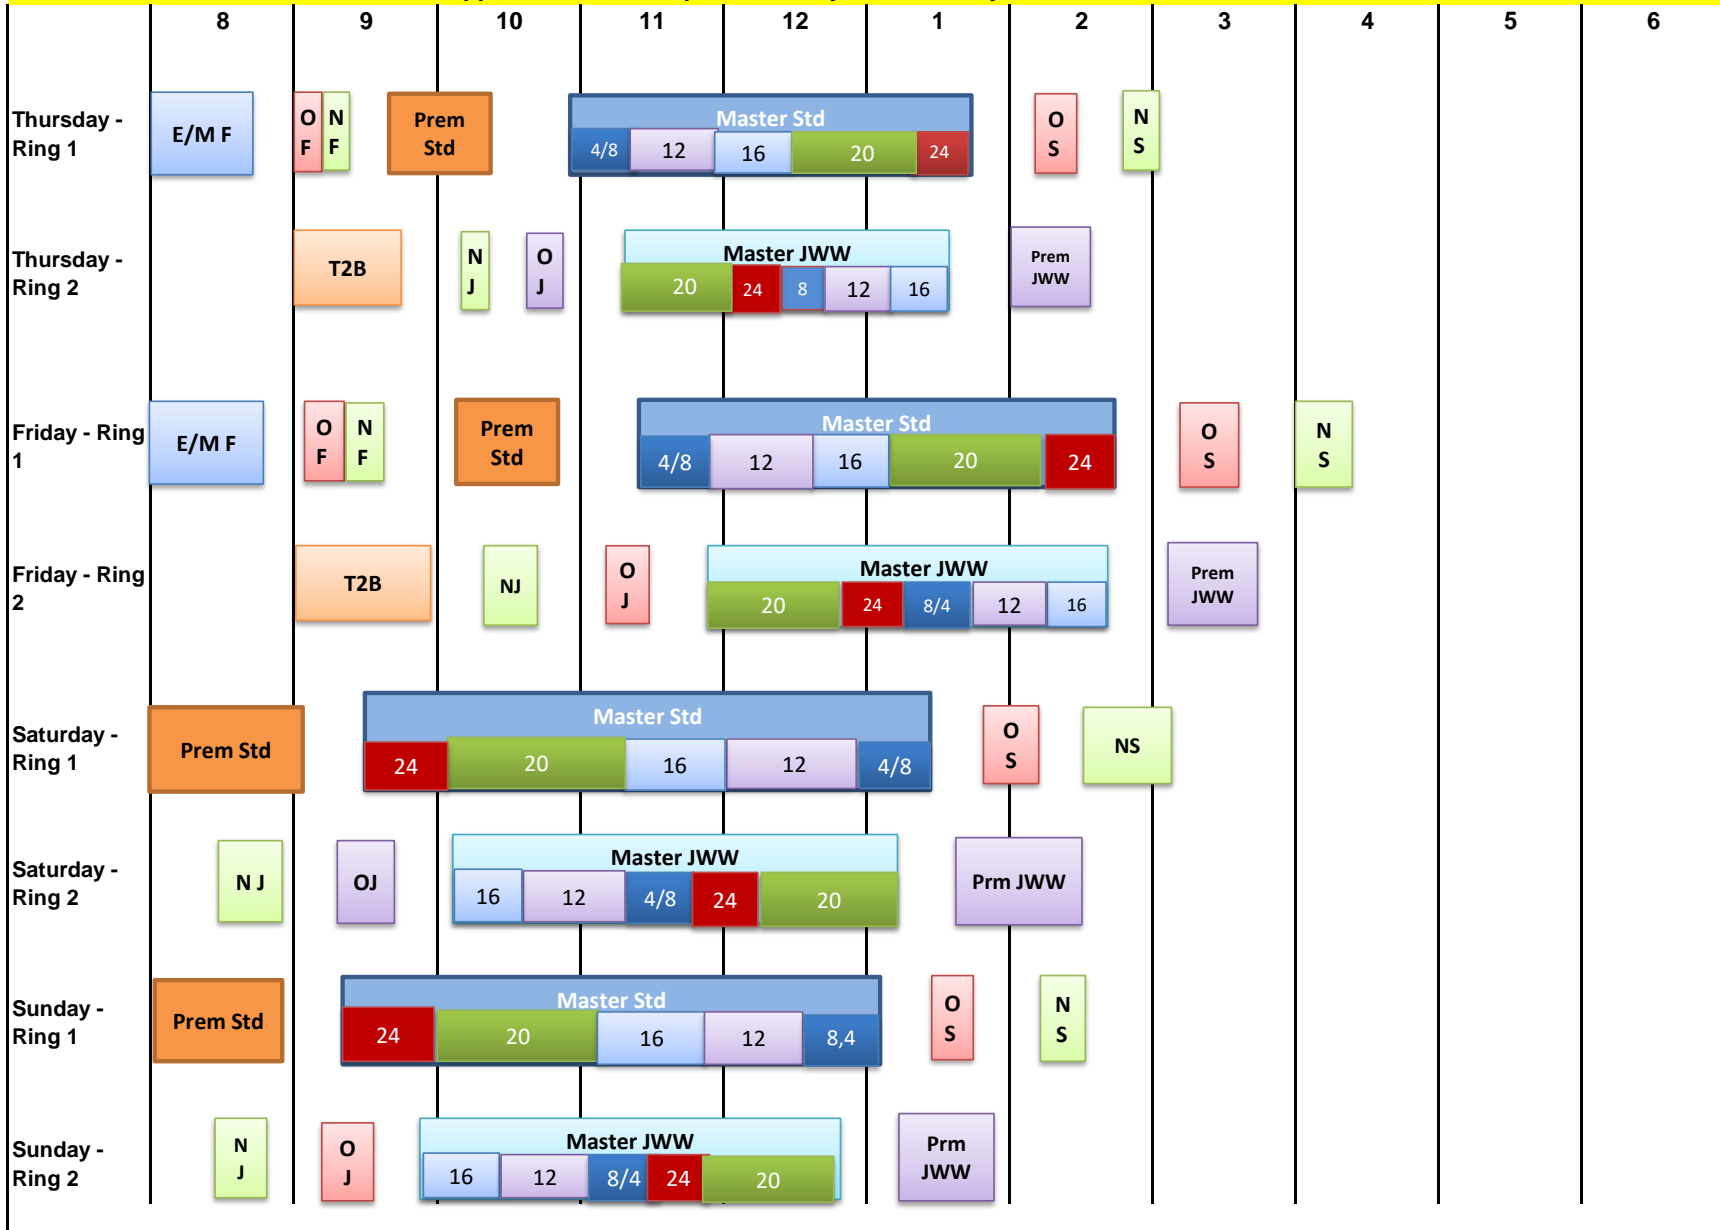 8 9 10 11 12 1 2 3 4 5 6
Thursday -
Ring 1
E/M F
O
F
N
F
Prem
Std
Master Std
4/8 12 16 20 24
O
S
N
S
Thursday -
Ring 2
T2B
N
J
O
J
Master JWW
20 24 8 12 16
Prem
JWW
Friday - Ring
1
E/M F
O
F
N
F
Prem
Std
Master Std
4/8 12 16 20 24
O
S
N
S
Friday - Ring
2
T2B
NJ
O
J
Master JWW
20 24 8/4 12 16
Prem
JWW
Saturday -
Ring 1
Prem Std
Master Std
24 20 16 12 4/8
O
S
NS
Saturday -
Ring 2
N J
OJ
Master JWW
16 12 4/8 24 20
Prm JWW
Sunday -
Ring 1
Prem Std
Master Std
24 20 16 12 8,4
O
S
N
S
Sunday -
Ring 2
N
J
O
J
Master JWW
16 12 8/4 24 20
Prm
JWW